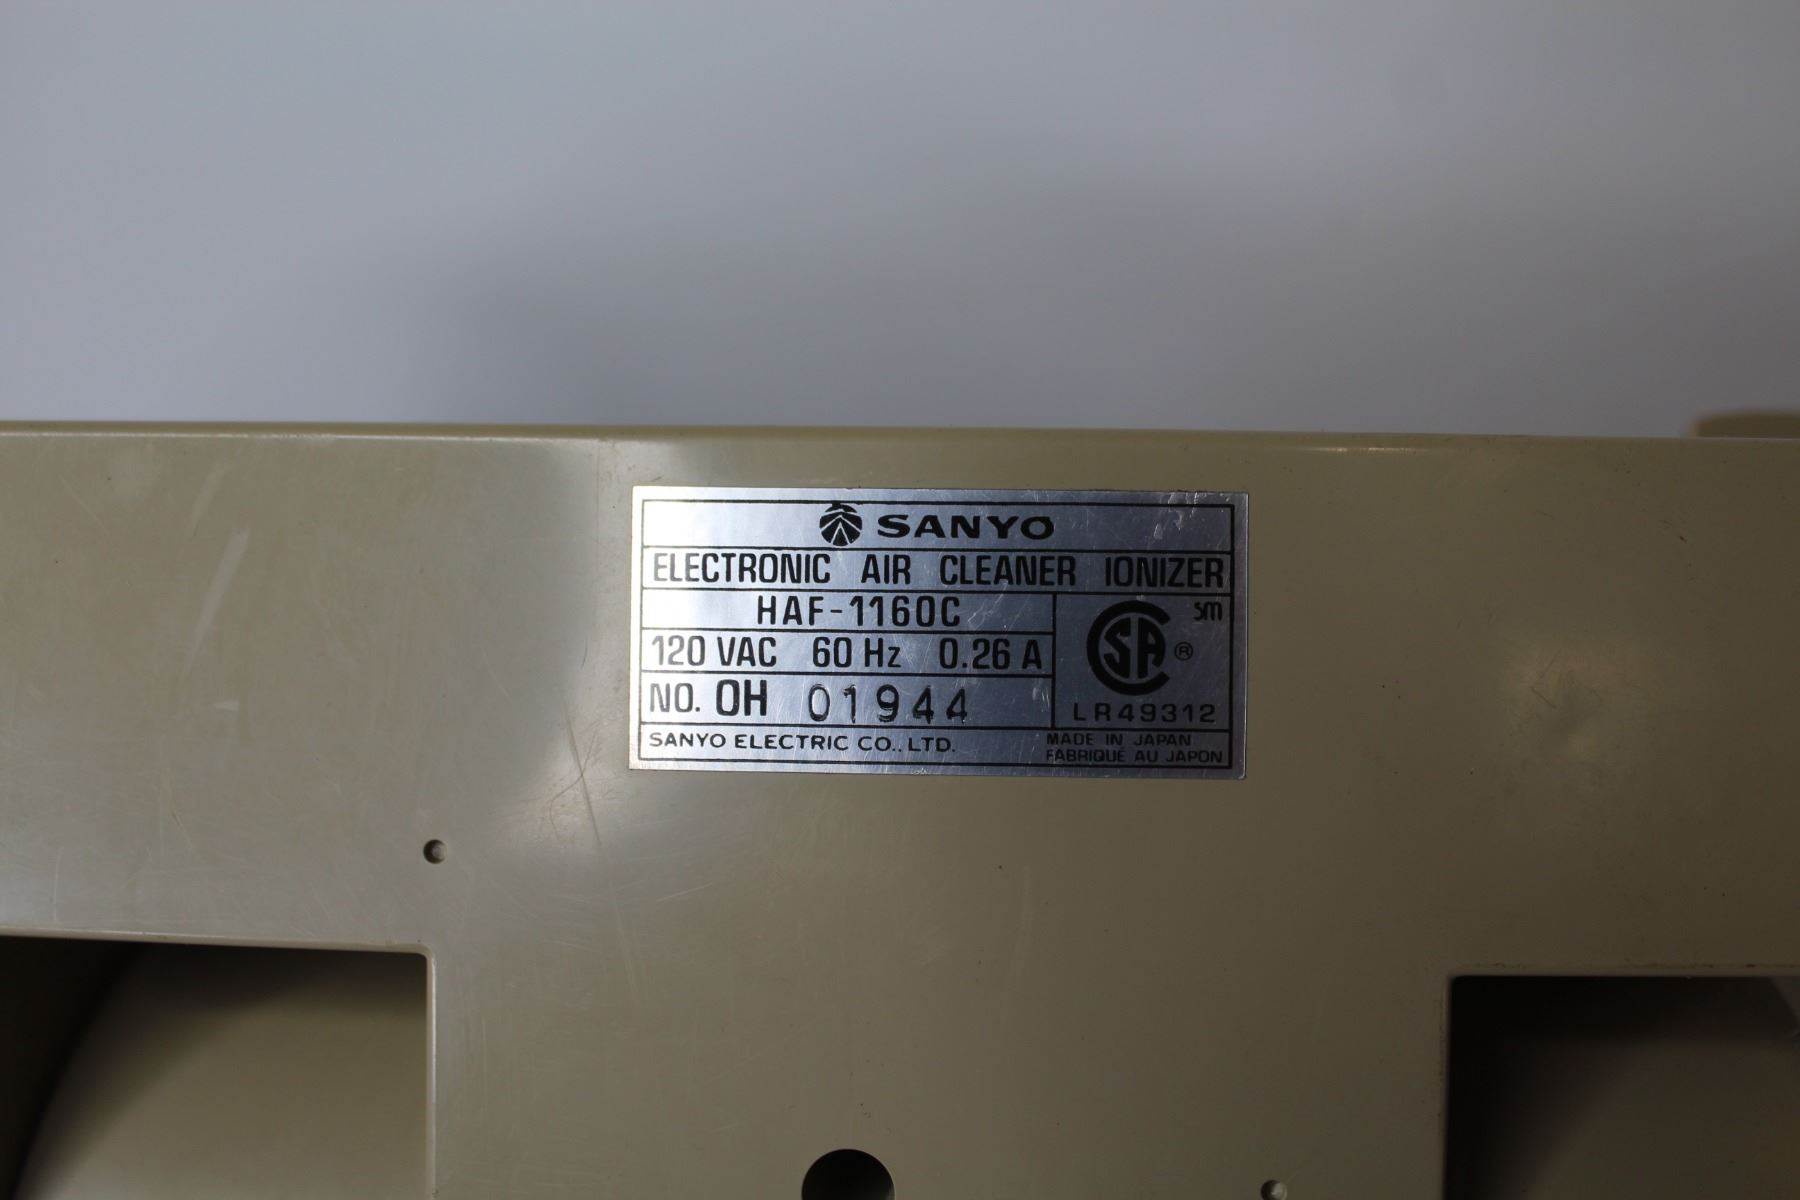 SANYO
ELECTRONIC AIR CLEANER IONIZER
HAF-1160C
120 VAC 60 Hz 0.26 A
NO. OH 01944
SA ® SM
LR49312
SANYO ELECTRIC CO., LTD.
MADE IN JAPAN
FABRIQUÉ AU JAPON